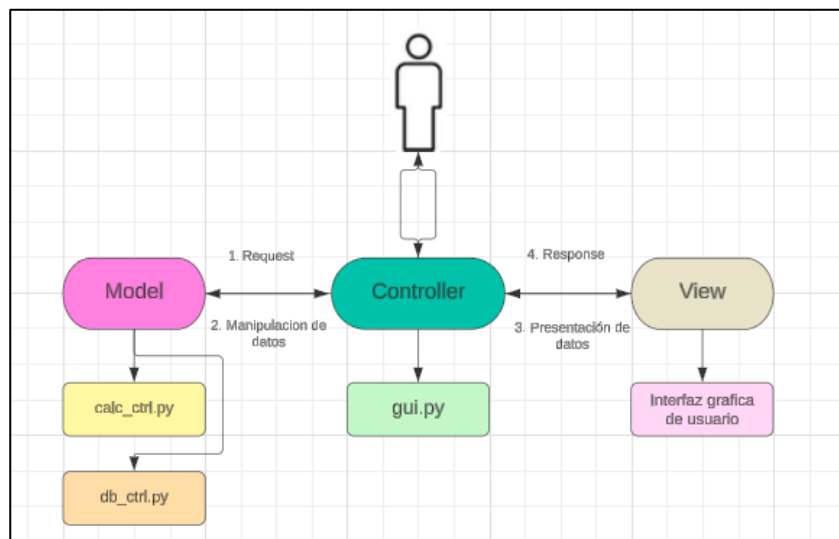 1. Request
4. Response
Model
Controller
View
2. Manipulacion de
datos
3. Presentación de
datos
calc_ctrl.py
gui.py
Interfaz grafica
de usuario
db_ctrl.py